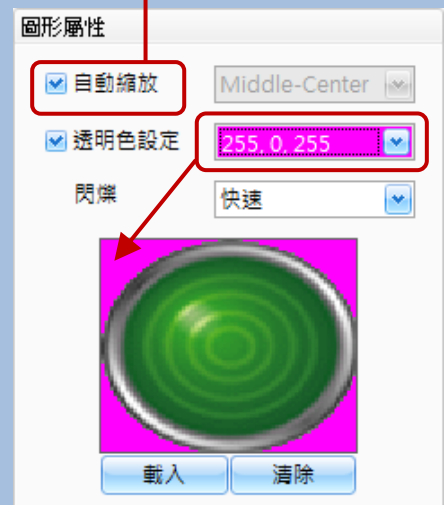 圖形屬性
自動縮放 Middle-Center
透明色設定 255, 0, 255
閃爍 快速
載入 清除